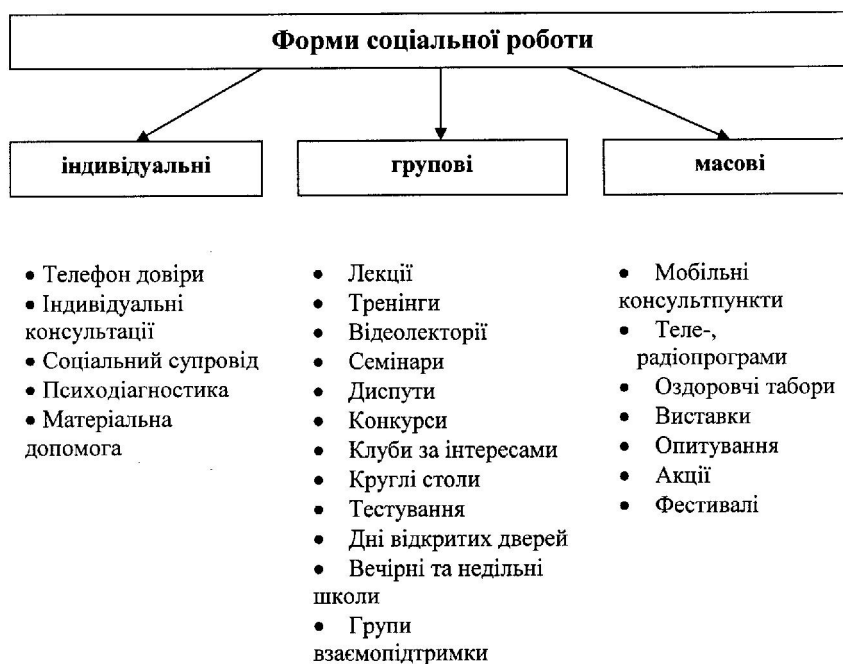 Форми соціальної роботи
індивідуальні
групові
масові
• Телефон довіри
• Індивідуальні
консультації
• Соціальний супровід
• Психодіагностика
• Матеріальна
допомога
• Лекції
• Тренінги
• Відеолекторії
• Семінари
• Диспути
• Конкурси
• Клуби за інтересами
• Круглі столи
• Тестування
• Дні відкритих дверей
• Вечірні та недільні
школи
• Групи
взаємопідтримки
• Мобільні
консультпункти
• Теле-,
радіопрограми
• Оздоровчі табори
• Виставки
• Опитування
• Акції
• Фестивалі